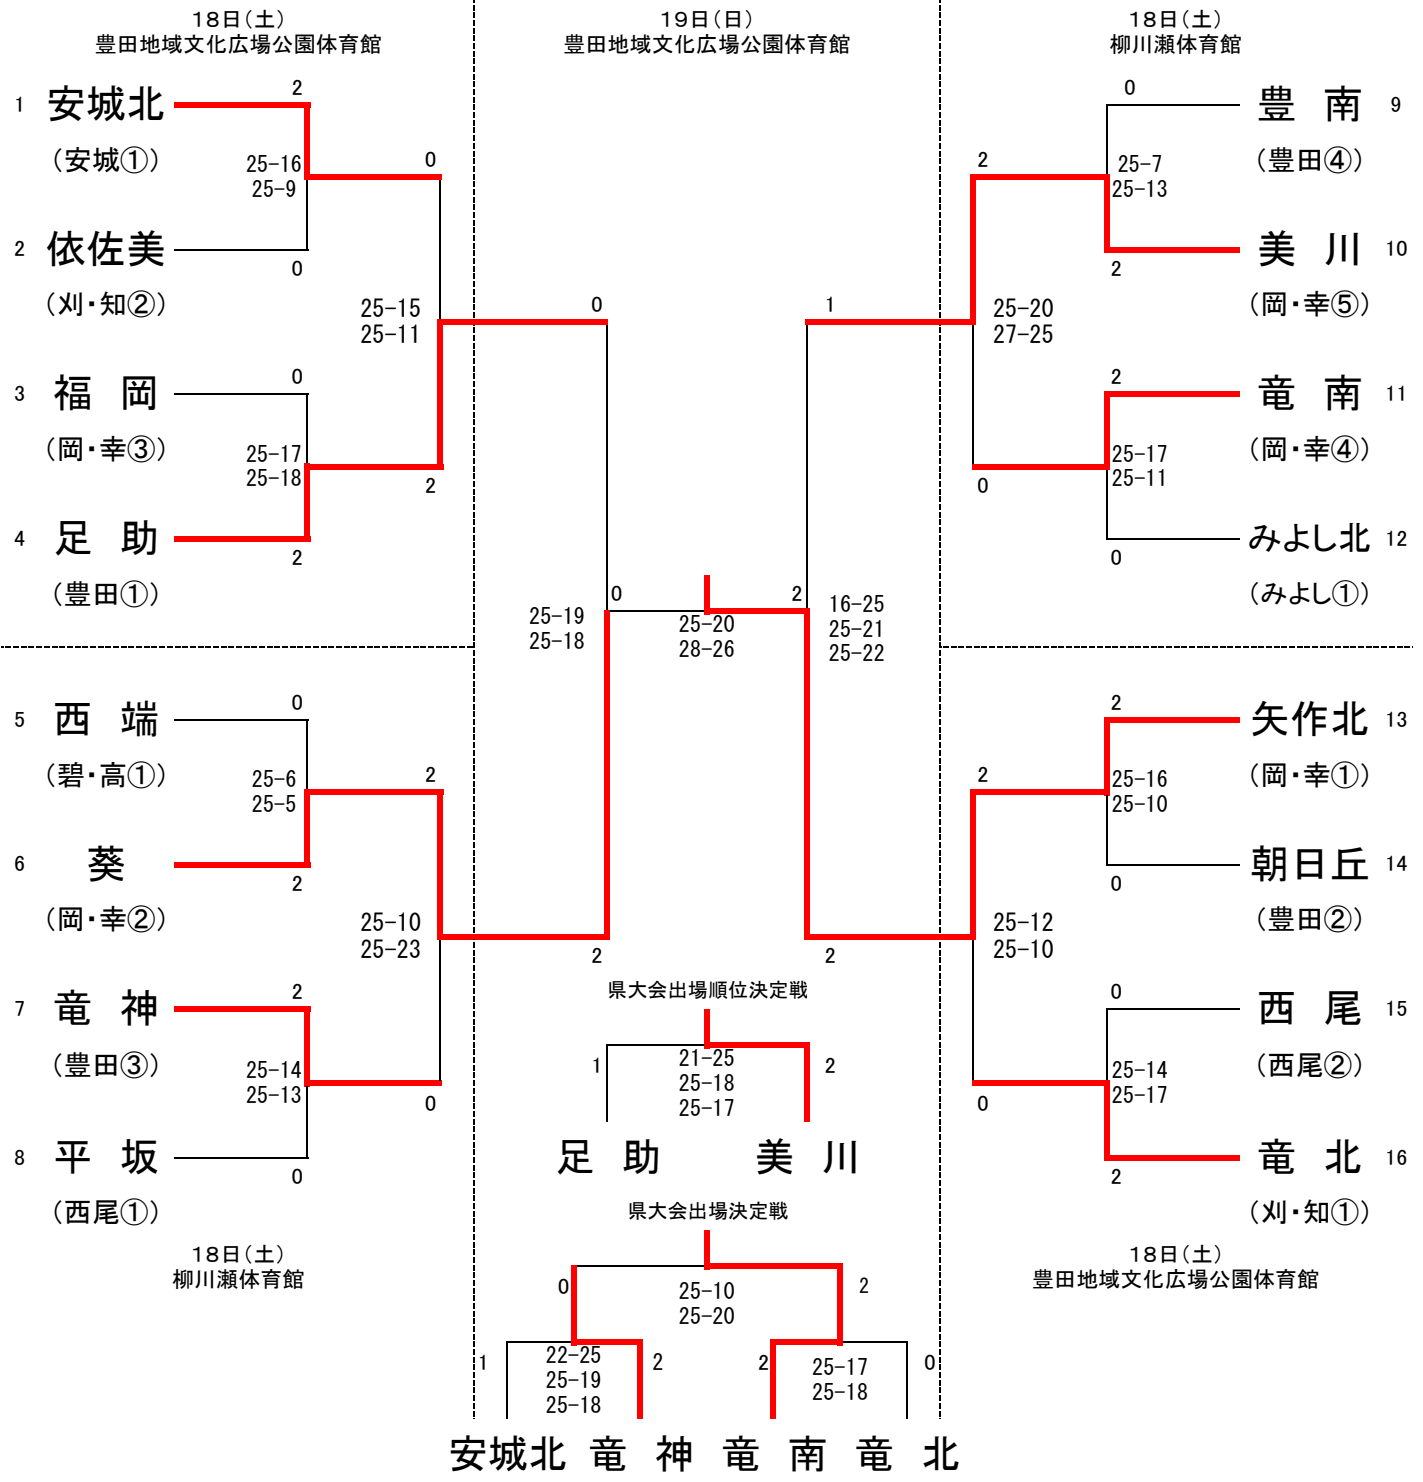 18日(土)
豊田地域文化広場公園体育館
19日(日)
豊田地域文化広場公園体育館
18日(土)
柳川瀬体育館
1 安城北 2
(安城①)
25-16
25-9
0
2 依佐美 0
(刈・知②)
25-15
25-11
3 福岡 0
(岡・幸③)
25-17
25-18
2
4 足助 2
(豊田①)
0
0 豊南 9
(豊田④)
25-7
25-13
2
2 美川 10
(岡・幸⑤)
25-20
27-25
2 竜南 11
(岡・幸④)
25-17
25-11
0
0 みよし北 12
(みよし①)
1
25-19
25-18
0
25-20
28-26
2
16-25
25-21
25-22
5 西端 0
(碧・高①)
25-6
25-5
2
6 葵 2
(岡・幸②)
25-10
25-23
7 竜神 2
(豊田③)
25-14
25-13
0
8 平坂 0
(西尾①)
18日(土)
柳川瀬体育館
2
2
2 矢作北 13
(岡・幸①)
25-16
25-10
2
0 朝日丘 14
(豊田②)
25-12
25-10
0 西尾 15
(西尾②)
25-14
25-17
0
2 竜北 16
(刈・知①)
18日(土)
豊田地域文化広場公園体育館
県大会出場順位決定戦
1
21-25
25-18
25-17
2
足助 美川
県大会出場決定戦
0
25-10
25-20
2
1
22-25
25-19
25-18
2
2
25-17
25-18
0
安城北 竜神 竜南 竜北